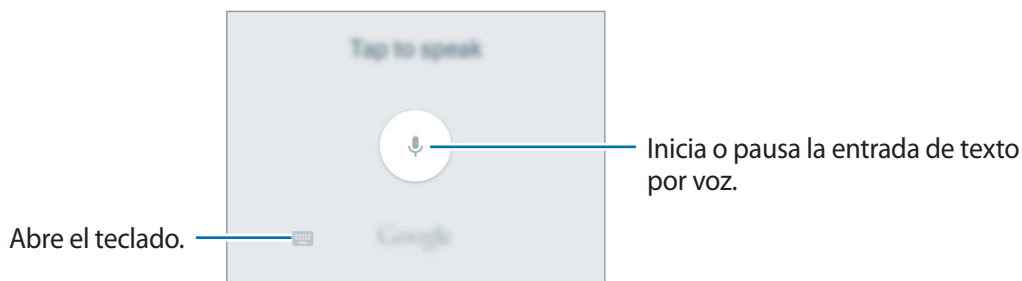 Tap to speak
Inicia o pausa la entrada de texto
por voz.
Abre el teclado.
Google